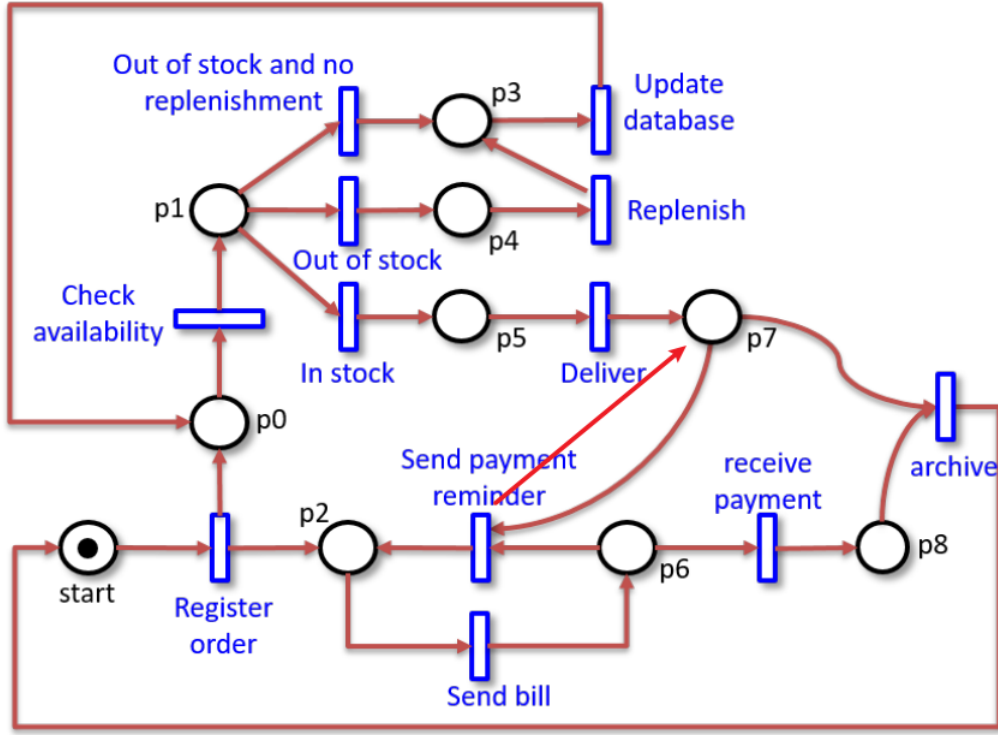 Out of stock and no
replenishment
p3
Update
database
p1
p4
Replenish
Out of stock
Check
availability
p5
p7
In stock
Deliver
p0
Send payment
reminder
receive
payment
archive
p2
p8
p6
start
Register
order
Send bill